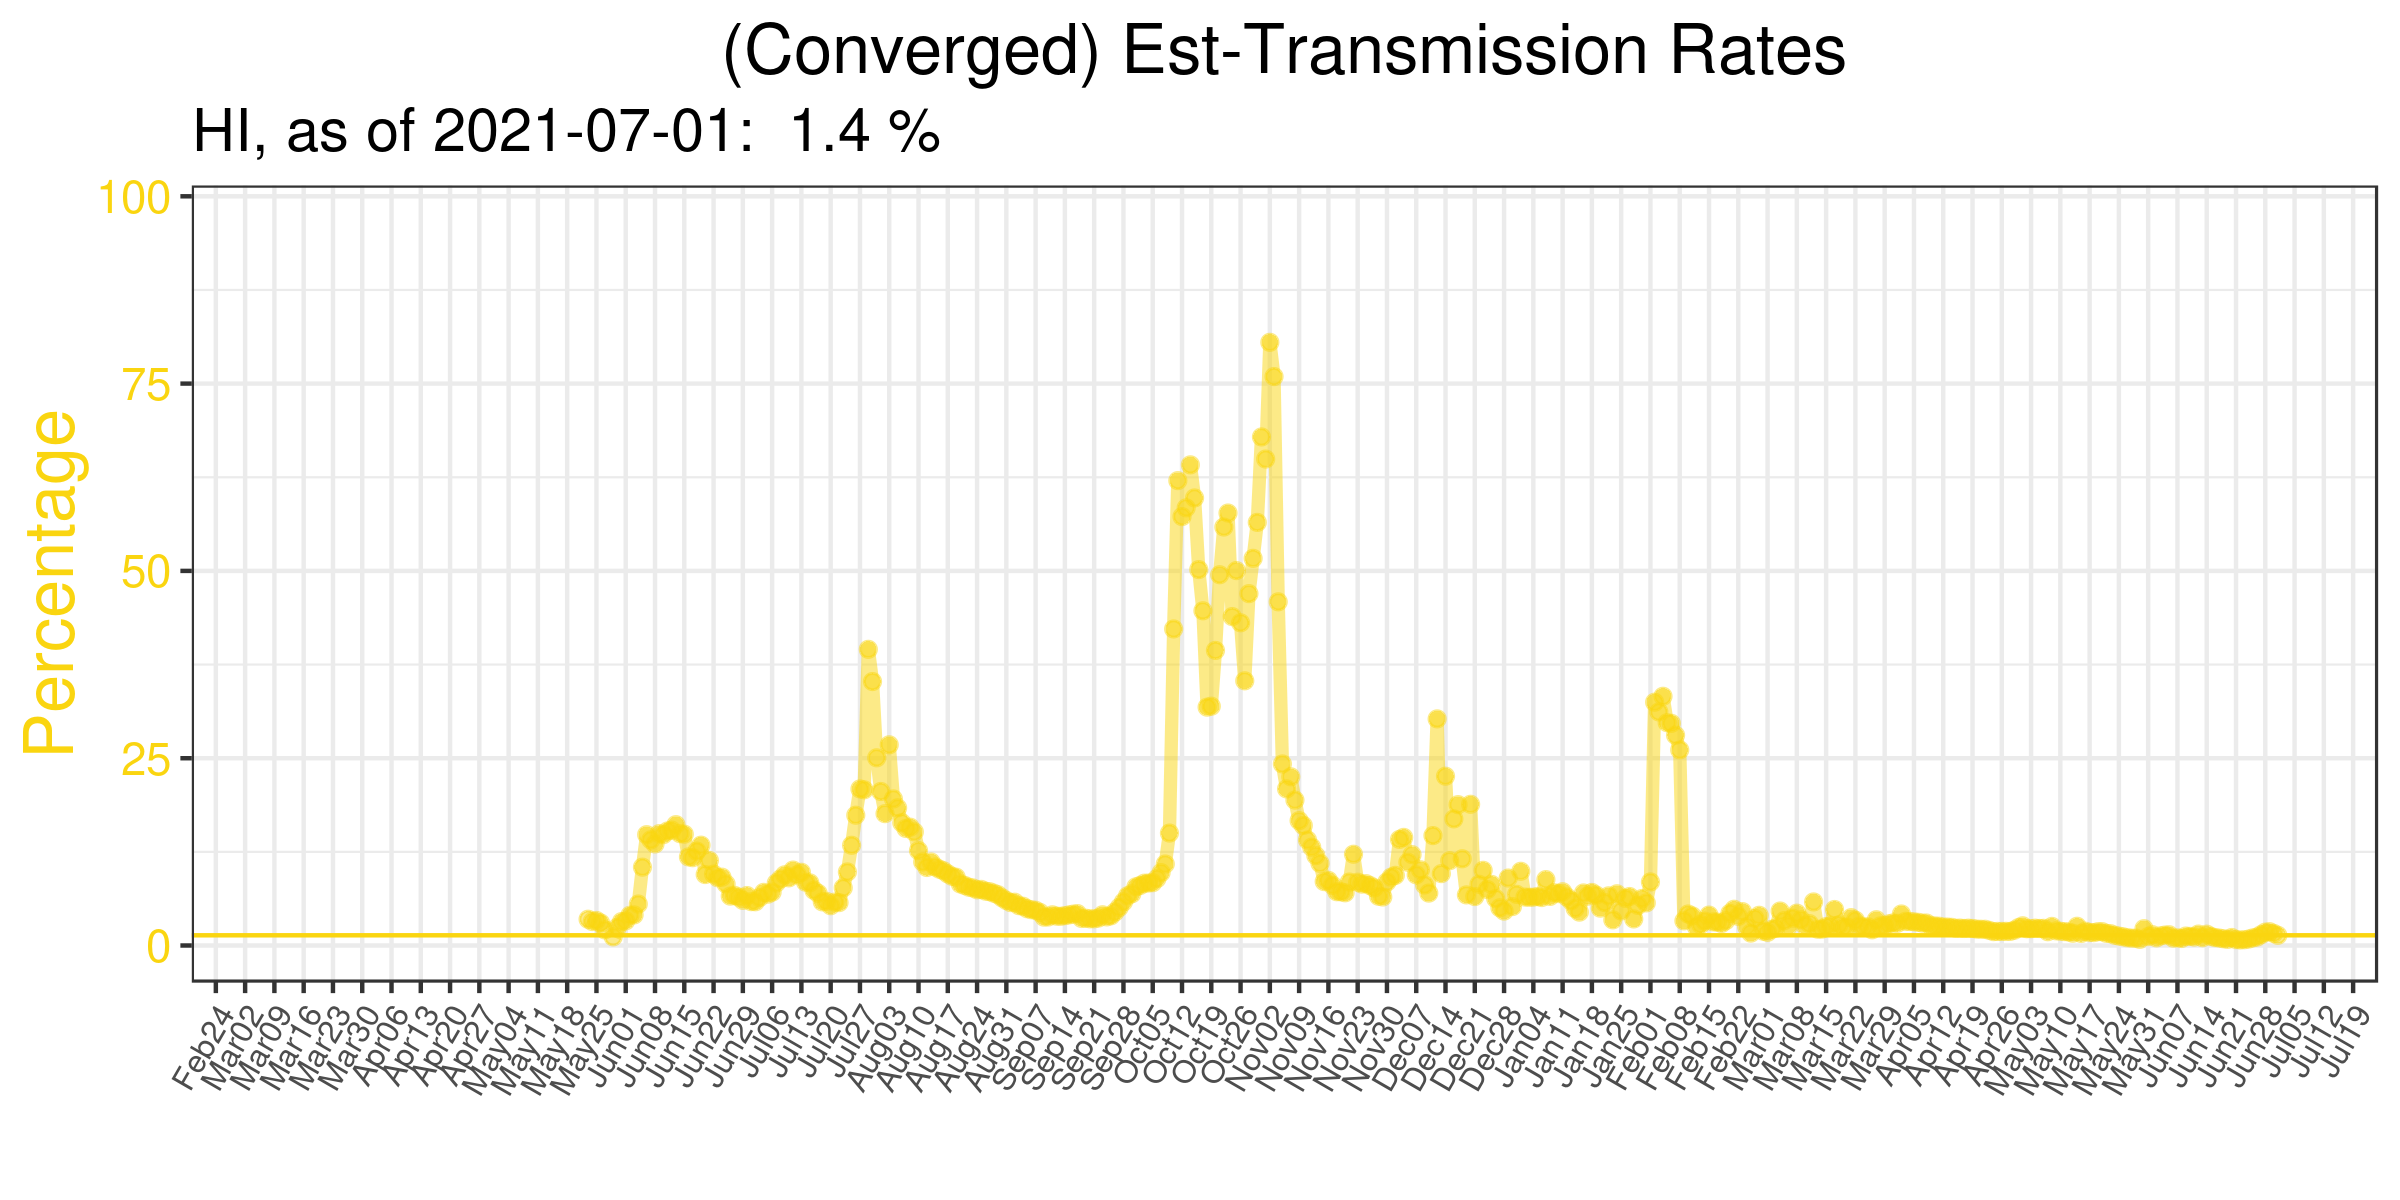 (Converged) Est-Transmission Rates
HI, as of 2021-07-01:  1.4 %
Percentage
100
75
50
25
0
Feb24
Mar02
Mar09
Mar16
Mar23
Mar30
Apr06
Apr13
Apr20
Apr27
May04
May11
May18
May25
Jun01
Jun08
Jun15
Jun22
Jun29
Jul06
Jul13
Jul20
Jul27
Aug03
Aug10
Aug17
Aug24
Aug31
Sep07
Sep14
Sep21
Sep28
Oct05
Oct12
Oct19
Oct26
Nov02
Nov09
Nov16
Nov23
Nov30
Dec07
Dec14
Dec21
Dec28
Jan04
Jan11
Jan18
Jan25
Feb01
Feb08
Feb15
Feb22
Mar01
Mar08
Mar15
Mar22
Mar29
Apr05
Apr12
Apr19
Apr26
May03
May10
May17
May24
May31
Jun07
Jun14
Jun21
Jun28
Jul05
Jul12
Jul19